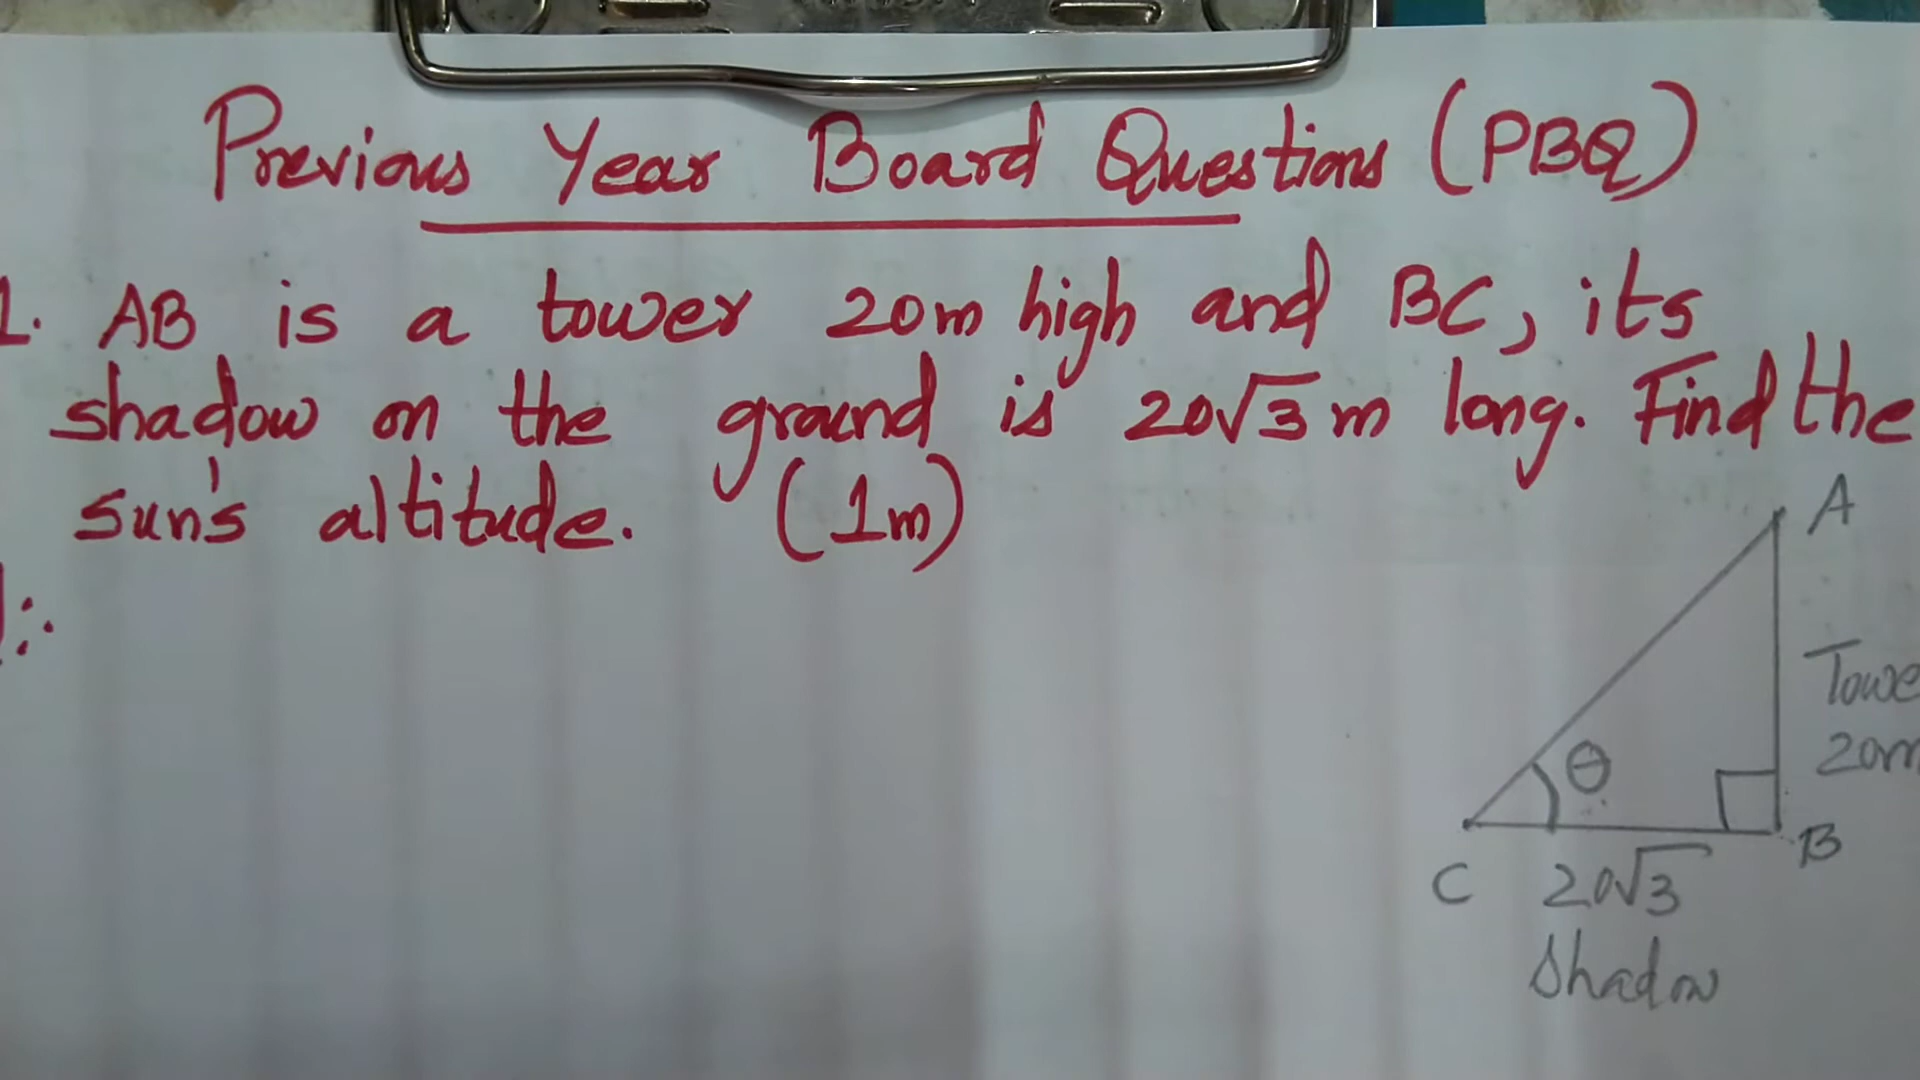 Previous Year Board Questions (PBQ)
1. AB is a tower 20m high and BC, its
shadow on the ground is 20√3 m long. Find the
sun's altitude. (1m)
A
20m
θ
C
B
20√3
Shadow